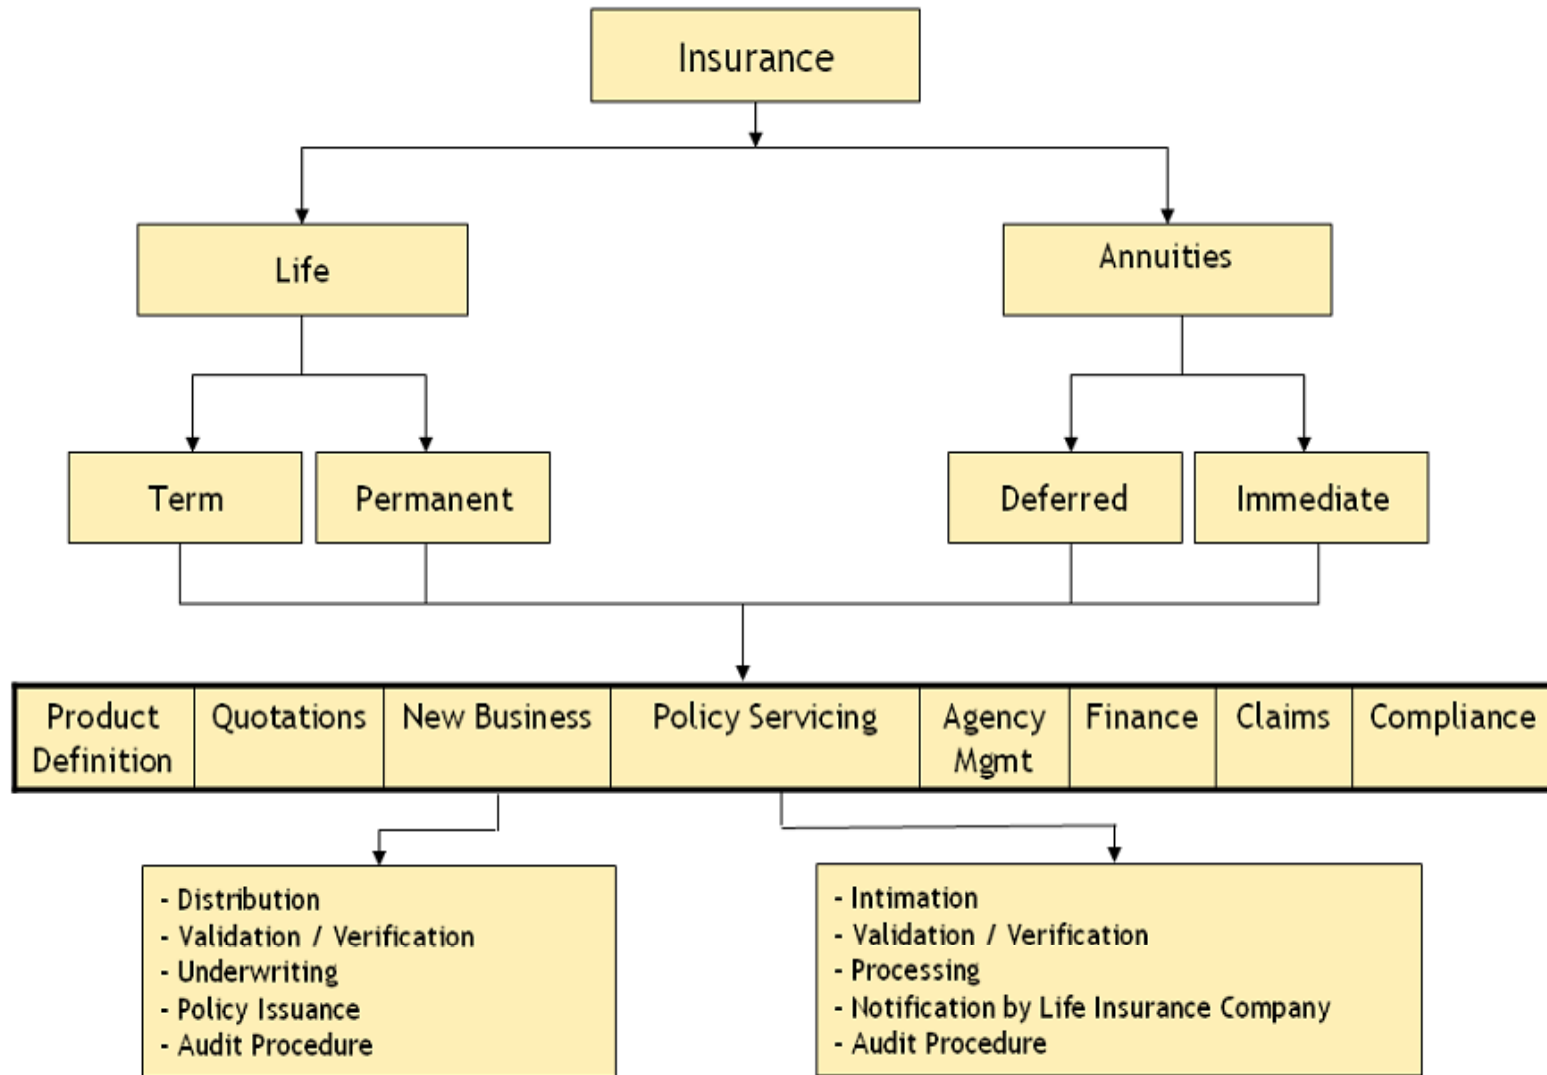 Insurance
Life
Annuities
Term
Permanent
Deferred
Immediate
Product
Definition
Quotations
New Business
Policy Servicing
Agency
Mgmt
Finance
Claims
Compliance
- Distribution
- Validation / Verification
- Underwriting
- Policy Issuance
- Audit Procedure
- Intimation
- Validation / Verification
- Processing
- Notification by Life Insurance Company
- Audit Procedure